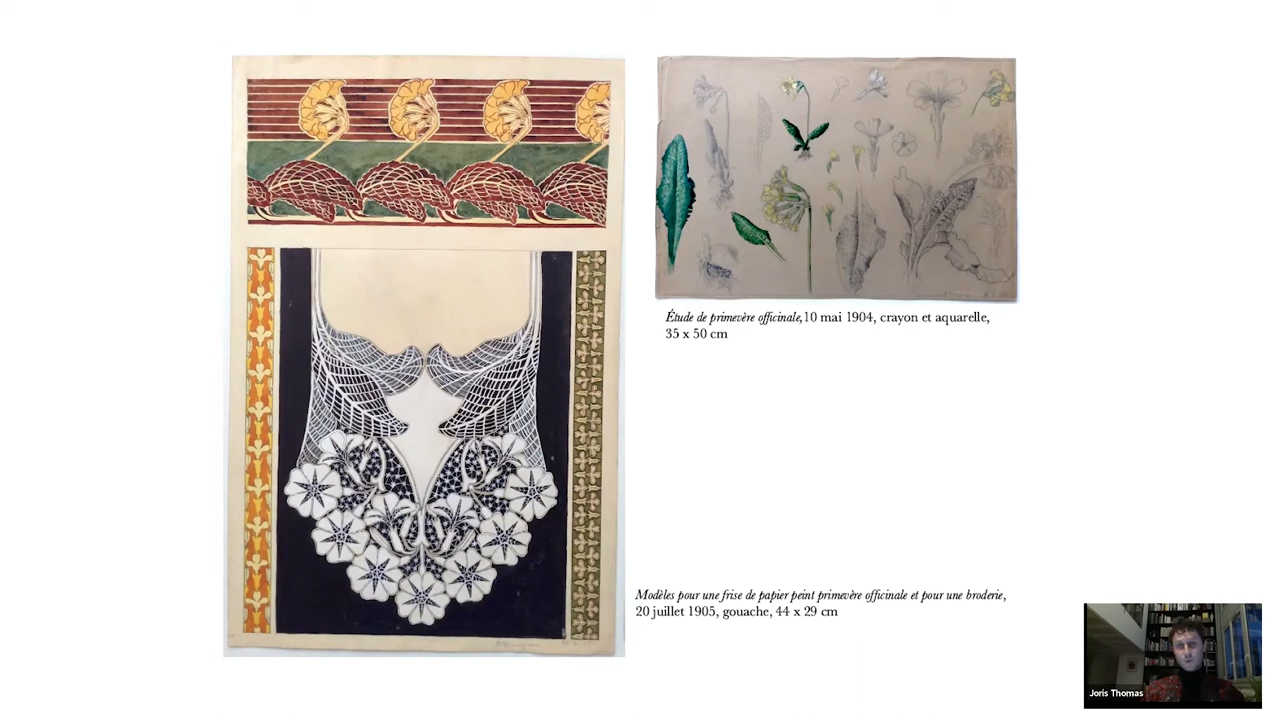 Étude de primevère officinale,10 mai 1904, crayon et aquarelle,
35 x 50 cm
Modèles pour une frise de papier peint primevère officinale et pour une broderie,
20 juillet 1905, gouache, 44 x 29 cm
Joris Thomas